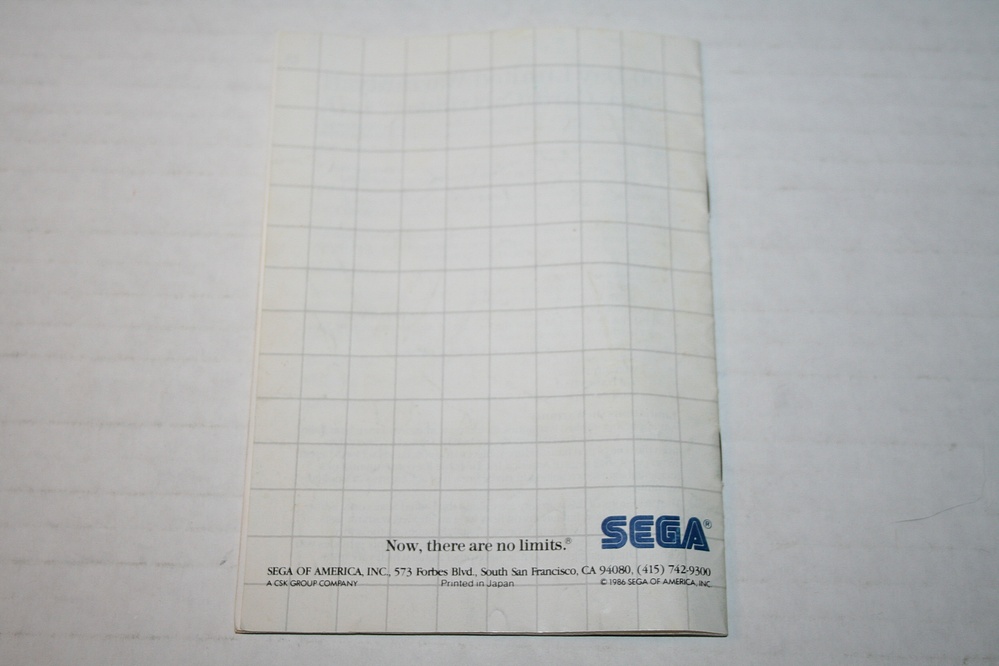 Now, there are no limits.®
SEGA®
SEGA OF AMERICA, INC., 573 Forbes Blvd., South San Francisco, CA 94080, (415) 742-9300
A CSK GROUP COMPANY Printed in Japan © 1986 SEGA OF AMERICA, INC.